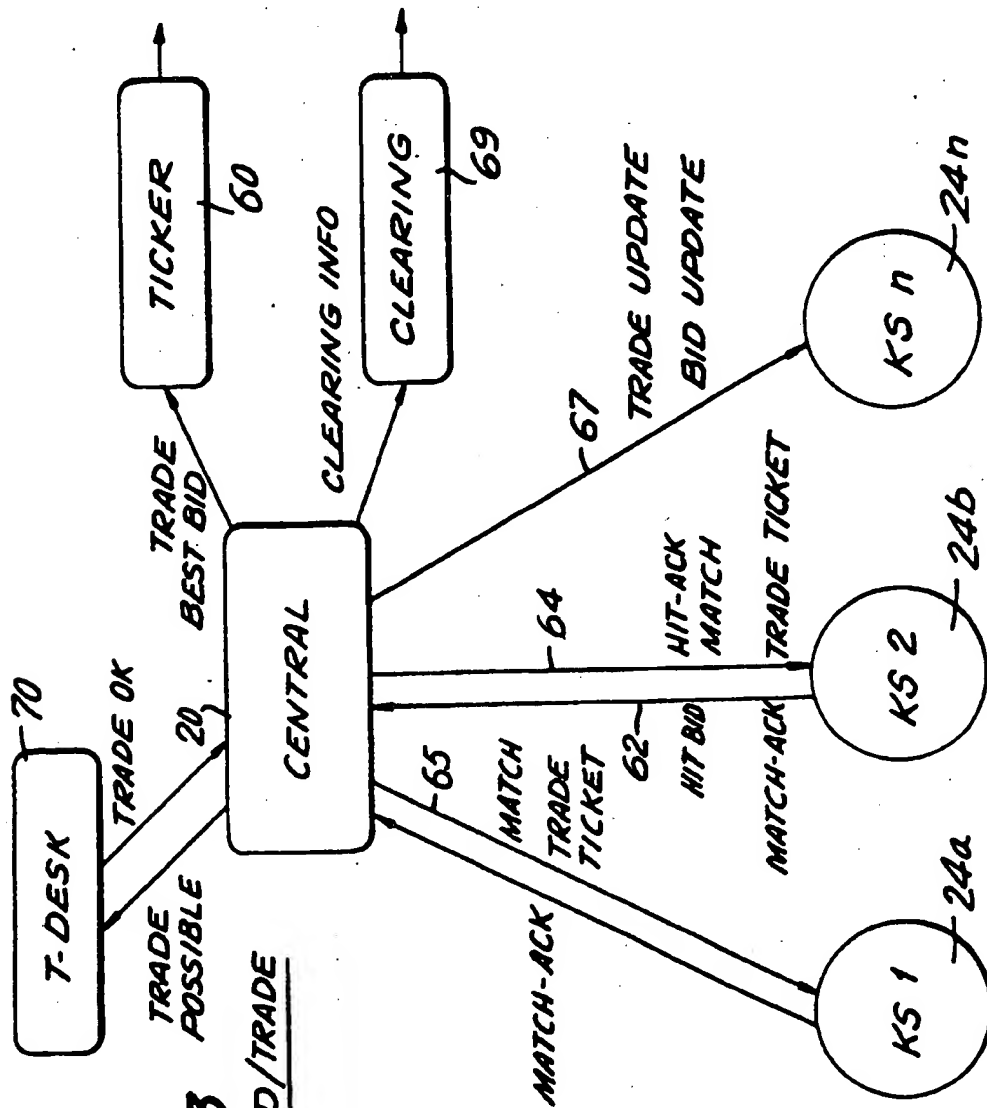 T-DESK
70
TRADE OK
TRADE
POSSIBLE
3
D/TRADE
20
CENTRAL
TRADE
BEST BID
TICKER
60
CLEARING INFO
CLEARING
69
65
MATCH
TRADE
TICKET
MATCH-ACK
62
HIT BID
MATCH-ACK
64
HIT-ACK
MATCH
TRADE TICKET
67
TRADE UPDATE
BID UPDATE
KS 1
24a
KS 2
24b
KS n
24n